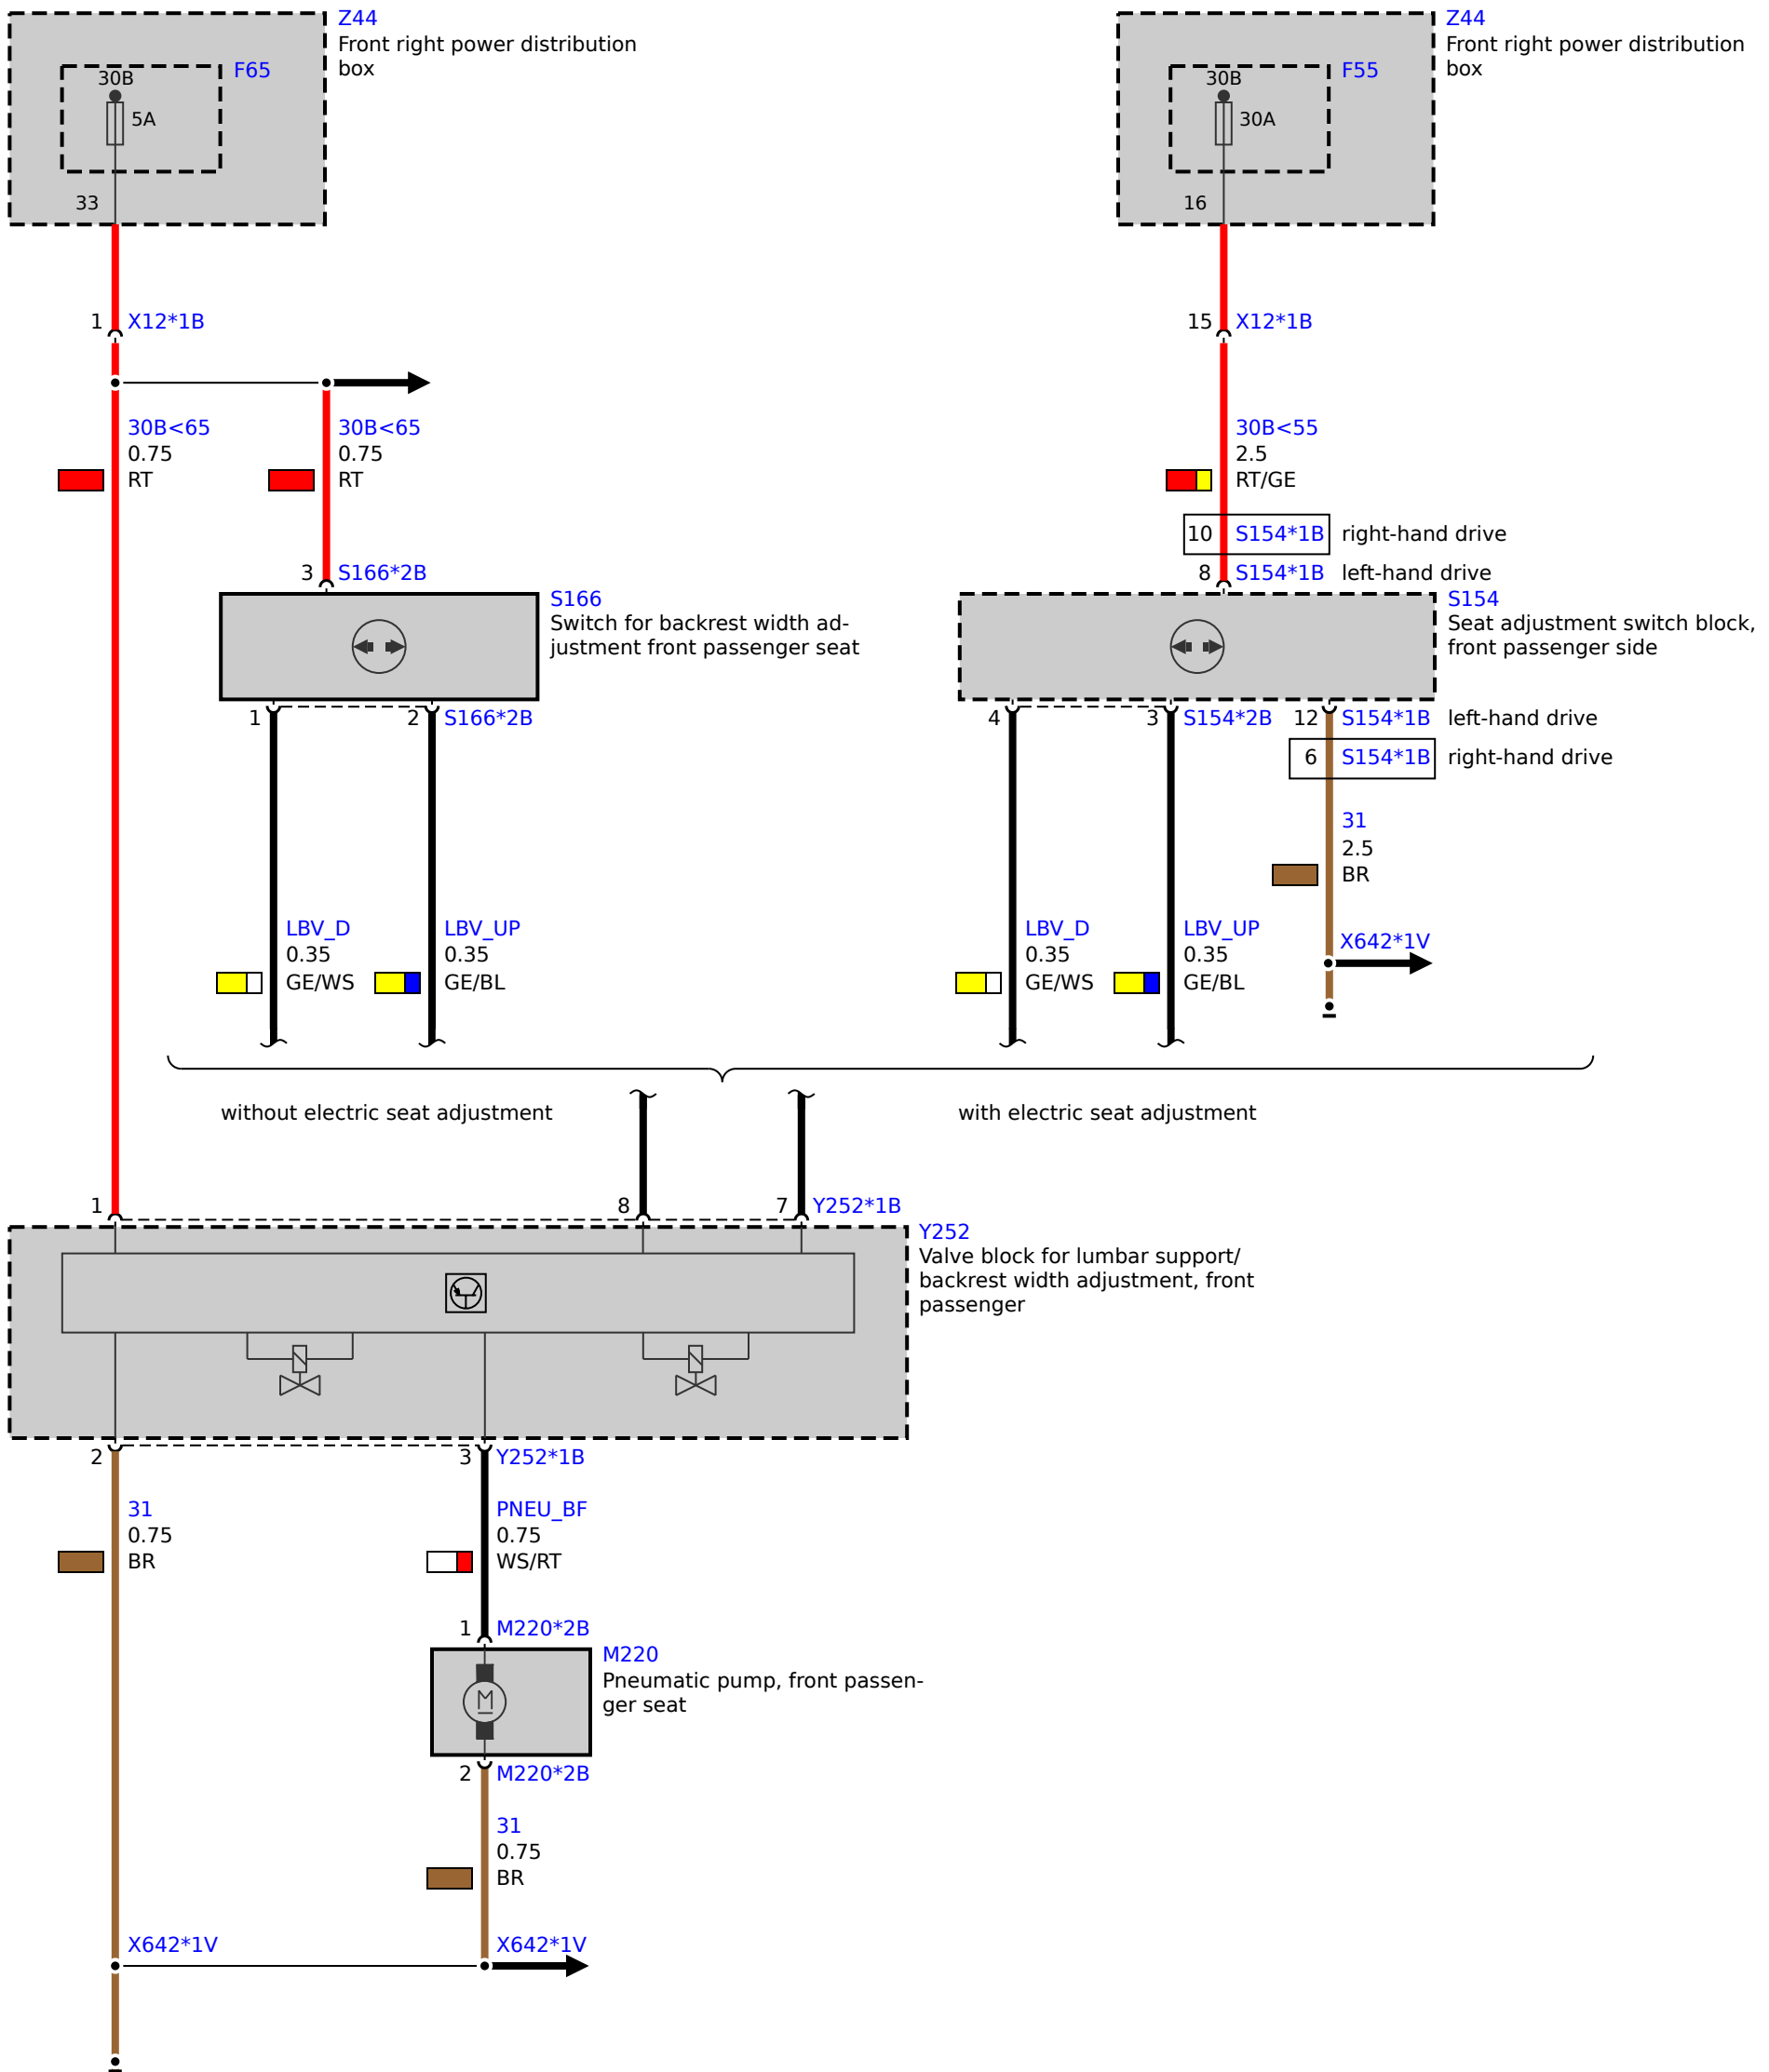 Z44
Front right power distribution
box
F65
30B
5A
33
Z44
Front right power distribution
box
F55
30B
30A
16
1 X12*1B
15 X12*1B
30B<65
0.75
RT
30B<65
0.75
RT
30B<55
2.5
RT/GE
10 S154*1B right-hand drive
3 S166*2B
8 S154*1B left-hand drive
S166
Switch for backrest width ad-
justment front passenger seat
S154
Seat adjustment switch block,
front passenger side
1 2 S166*2B
4 3 S154*2B 12 S154*1B left-hand drive
6 S154*1B right-hand drive
31
2.5
BR
LBV_D
0.35
GE/WS
LBV_UP
0.35
GE/BL
LBV_D
0.35
GE/WS
LBV_UP
0.35
GE/BL
X642*1V
without electric seat adjustment
with electric seat adjustment
1 8 7 Y252*1B
Y252
Valve block for lumbar support/
backrest width adjustment, front
passenger
2 3 Y252*1B
31
0.75
BR
PNEU_BF
0.75
WS/RT
1 M220*2B
M220
Pneumatic pump, front passen-
ger seat
M
2 M220*2B
31
0.75
BR
X642*1V
X642*1V